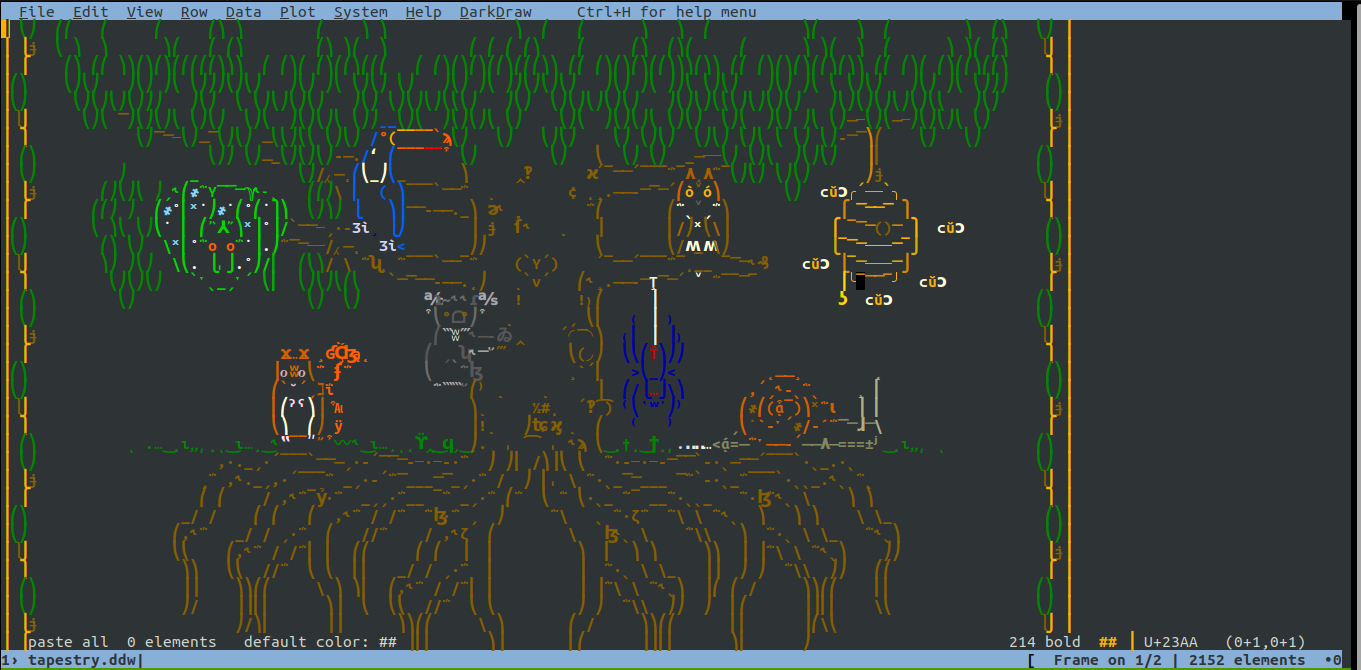 File Edit View Row Data Plot System Help DarkDraw Ctrl+H for help menu
paste all 0 elements default color: ## 214 bold ## U+23AA (0+1,0+1)
1› tapestry.ddw| [ Frame on 1/2 | 2152 elements •0